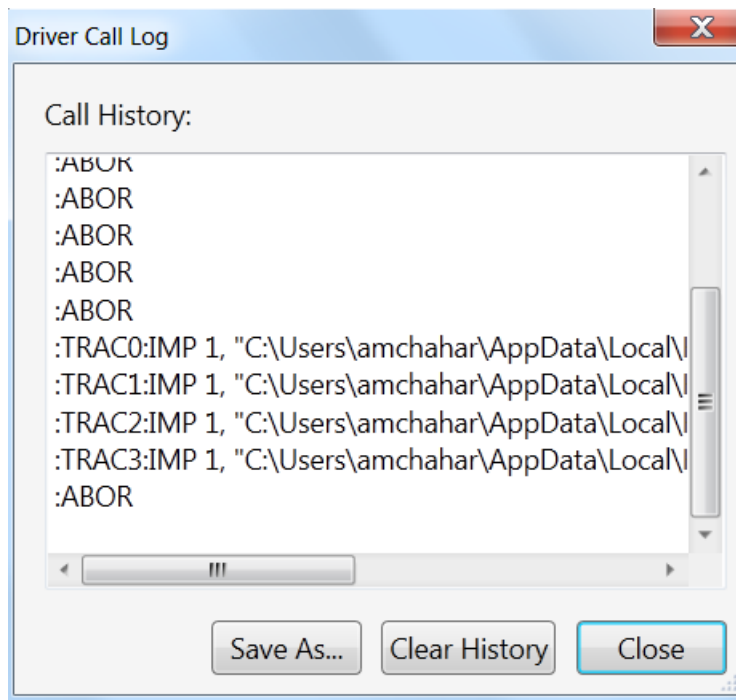 Driver Call Log
Call History:
:ABOR
:ABOR
:ABOR
:ABOR
:ABOR
:TRAC0:IMP 1, "C:\Users\amchahar\AppData\Local\
:TRAC1:IMP 1, "C:\Users\amchahar\AppData\Local\
:TRAC2:IMP 1, "C:\Users\amchahar\AppData\Local\
:TRAC3:IMP 1, "C:\Users\amchahar\AppData\Local\
:ABOR
Save As... Clear History Close